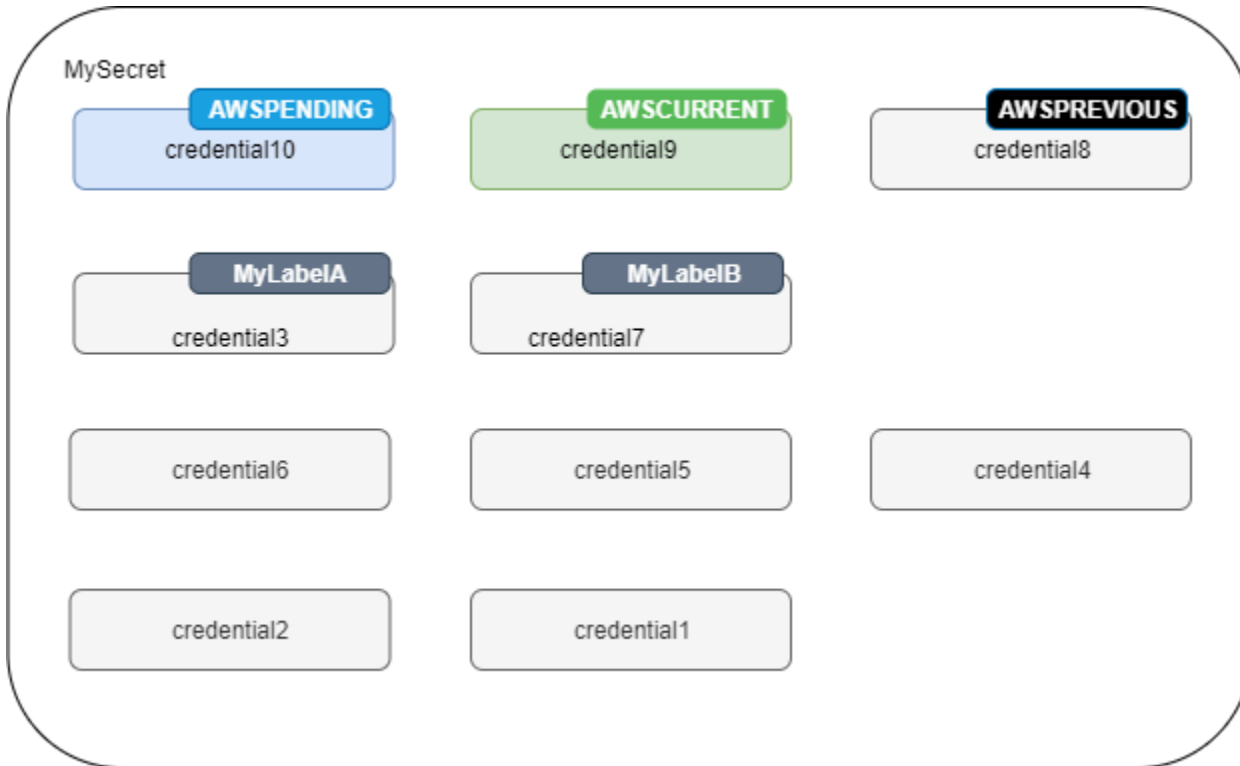 MySecret
AWSPENDING
credential10
AWSCURRENT
credential9
AWSPREVIOUS
credential8
MyLabelA
credential3
MyLabelB
credential7
credential6
credential5
credential4
credential2
credential1